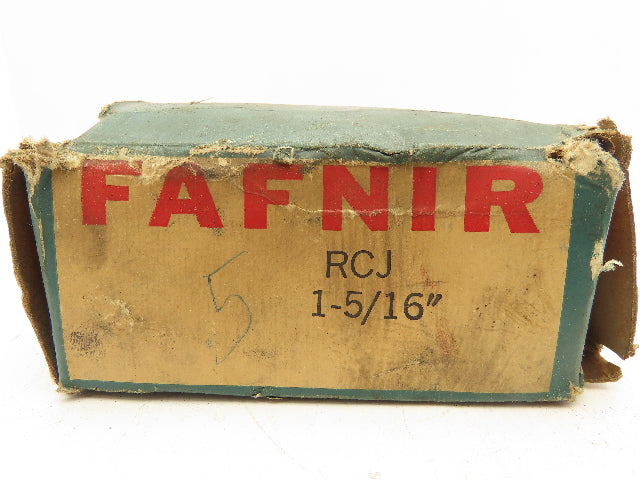 FAFNIR
RCJ
5
1-5/16"